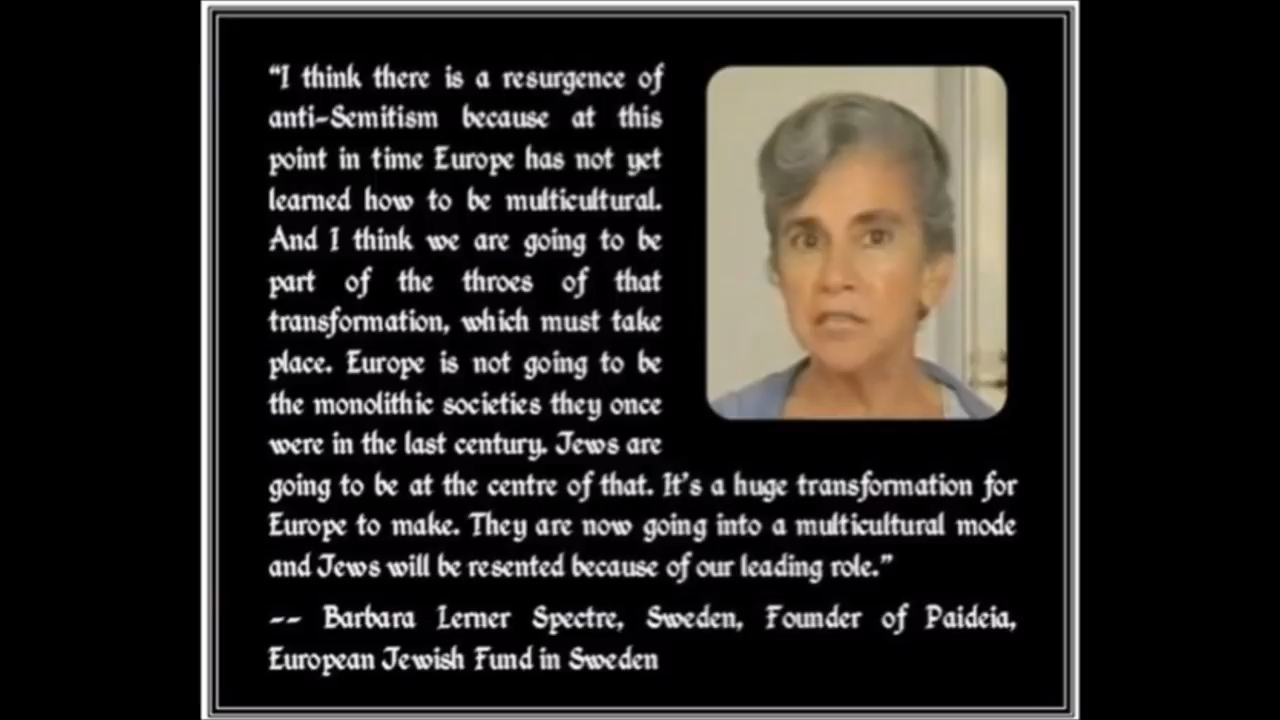 “I think there is a resurgence of
anti-Semitism because at this
point in time Europe has not yet
learned how to be multicultural.
And I think we are going to be
part of the throes of that
transformation, which must take
place. Europe is not going to be
the monolithic societies they once
were in the last century. Jews are
going to be at the centre of that. It’s a huge transformation for
Europe to make. They are now going into a multicultural mode
and Jews will be resented because of our leading role.”
-- Barbara Lerner Spectre, Sweden, Founder of Paideia,
European Jewish Fund in Sweden